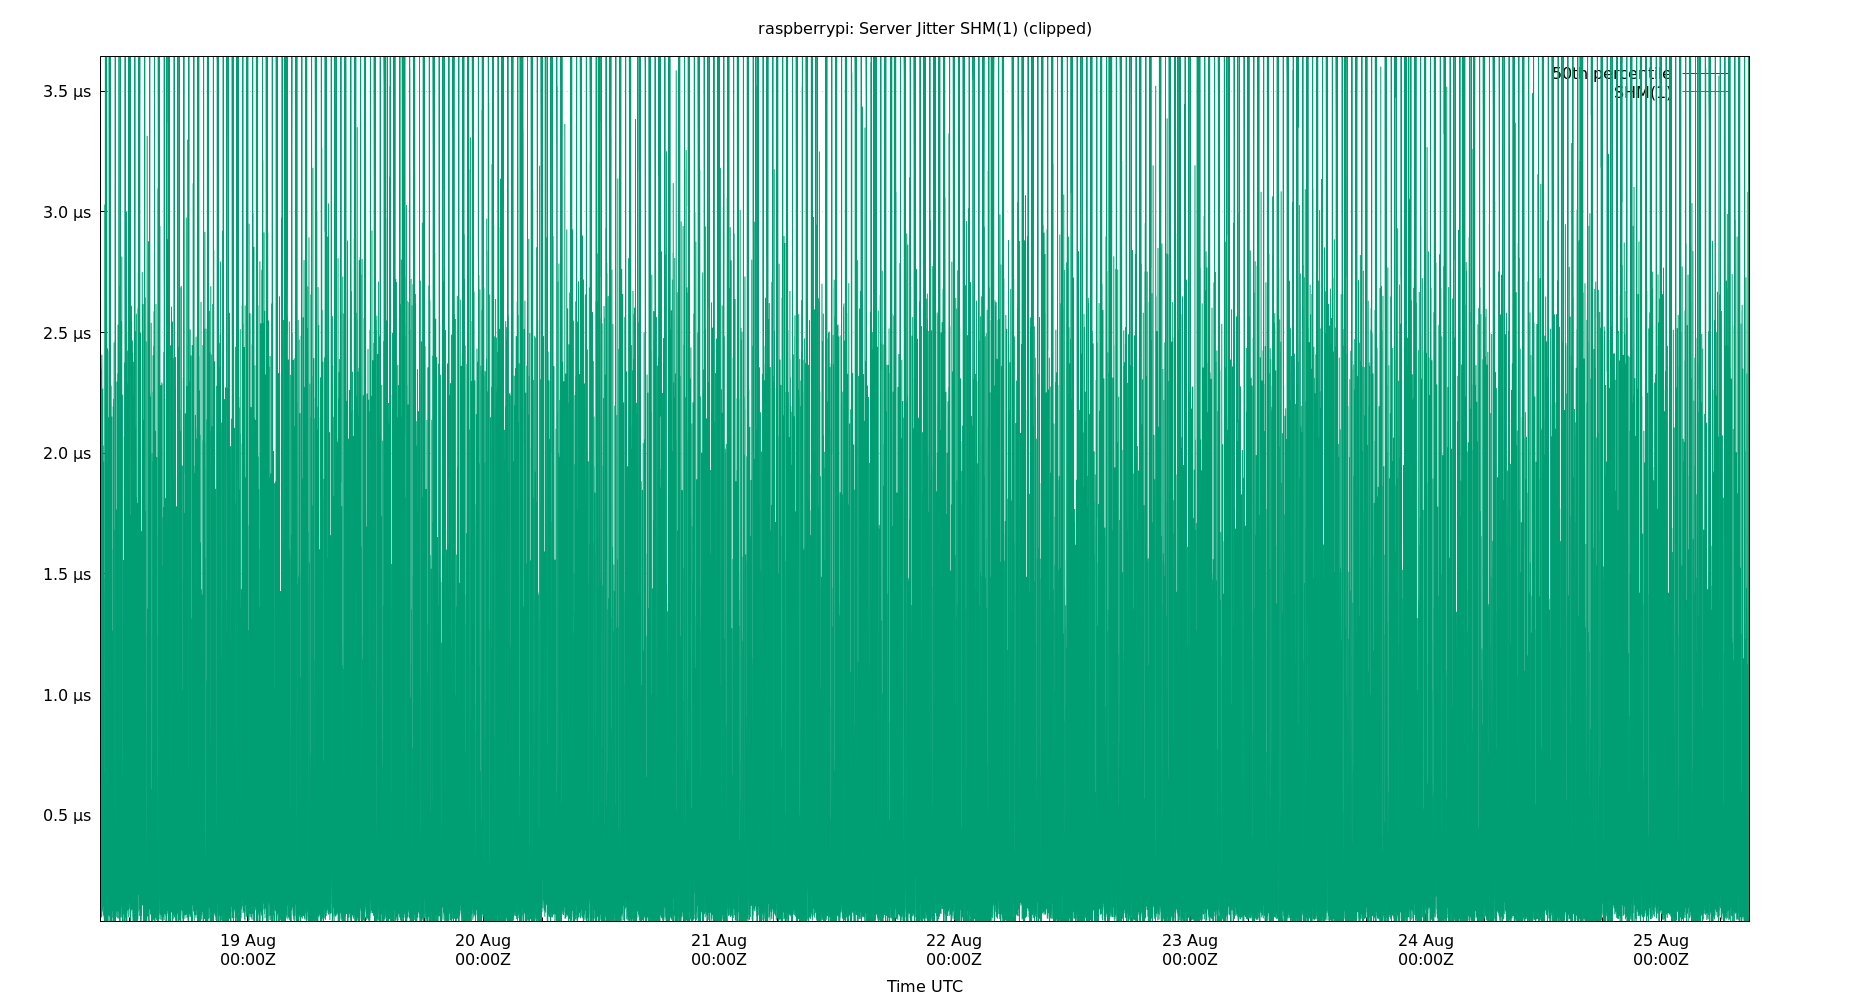 raspberrypi: Server Jitter SHM(1) (clipped)
50th percentile
SHM(1)
3.5 µs
3.0 µs
2.5 µs
2.0 µs
1.5 µs
1.0 µs
0.5 µs
19 Aug 20 Aug 21 Aug 22 Aug 23 Aug 24 Aug 25 Aug
00:00Z 00:00Z 00:00Z 00:00Z 00:00Z 00:00Z 00:00Z
Time UTC